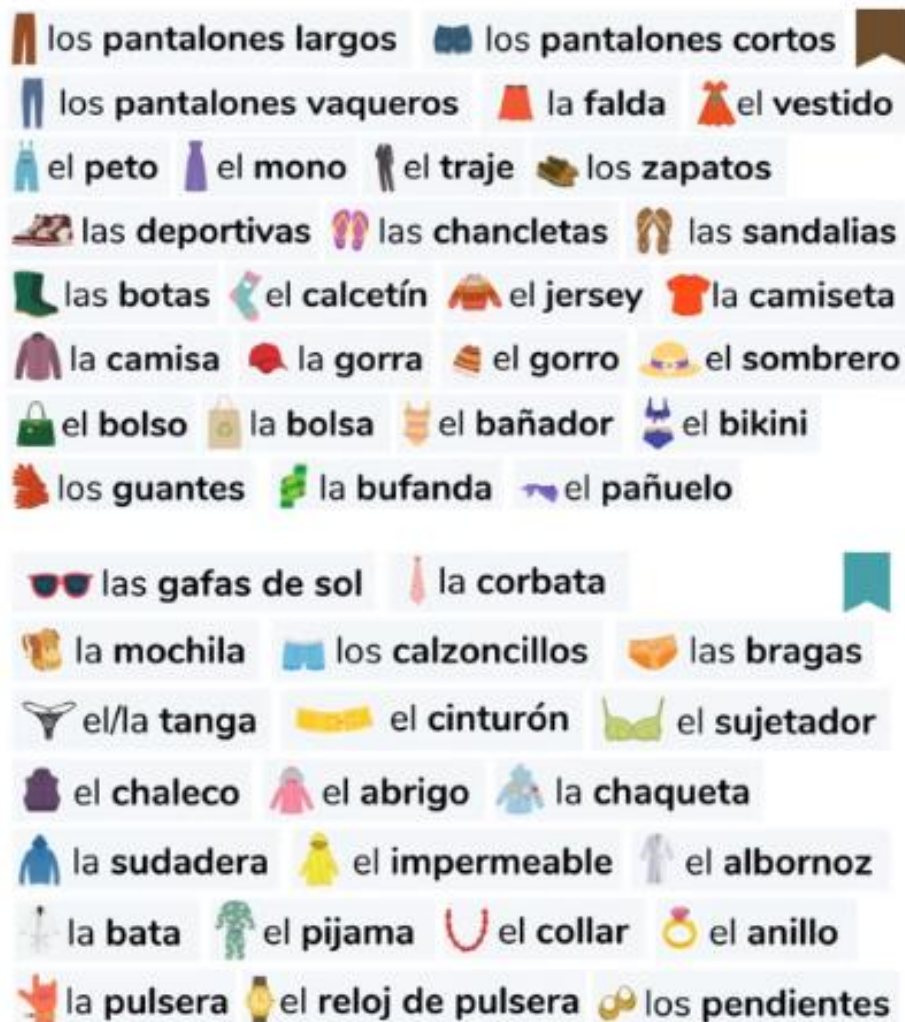 los pantalones largos los pantalones cortos
los pantalones vaqueros la falda el vestido
el peto el mono el traje los zapatos
las deportivas las chancletas las sandalias
las botas el calcetín el jersey la camiseta
la camisa la gorra el gorro el sombrero
el bolso la bolsa el bañador el bikini
los guantes la bufanda el pañuelo
las gafas de sol la corbata
la mochila los calzoncillos las bragas
el/la tanga el cinturón el sujetador
el chaleco el abrigo la chaqueta
la sudadera el impermeable el albornoz
la bata el pijama el collar el anillo
la pulsera el reloj de pulsera los pendientes